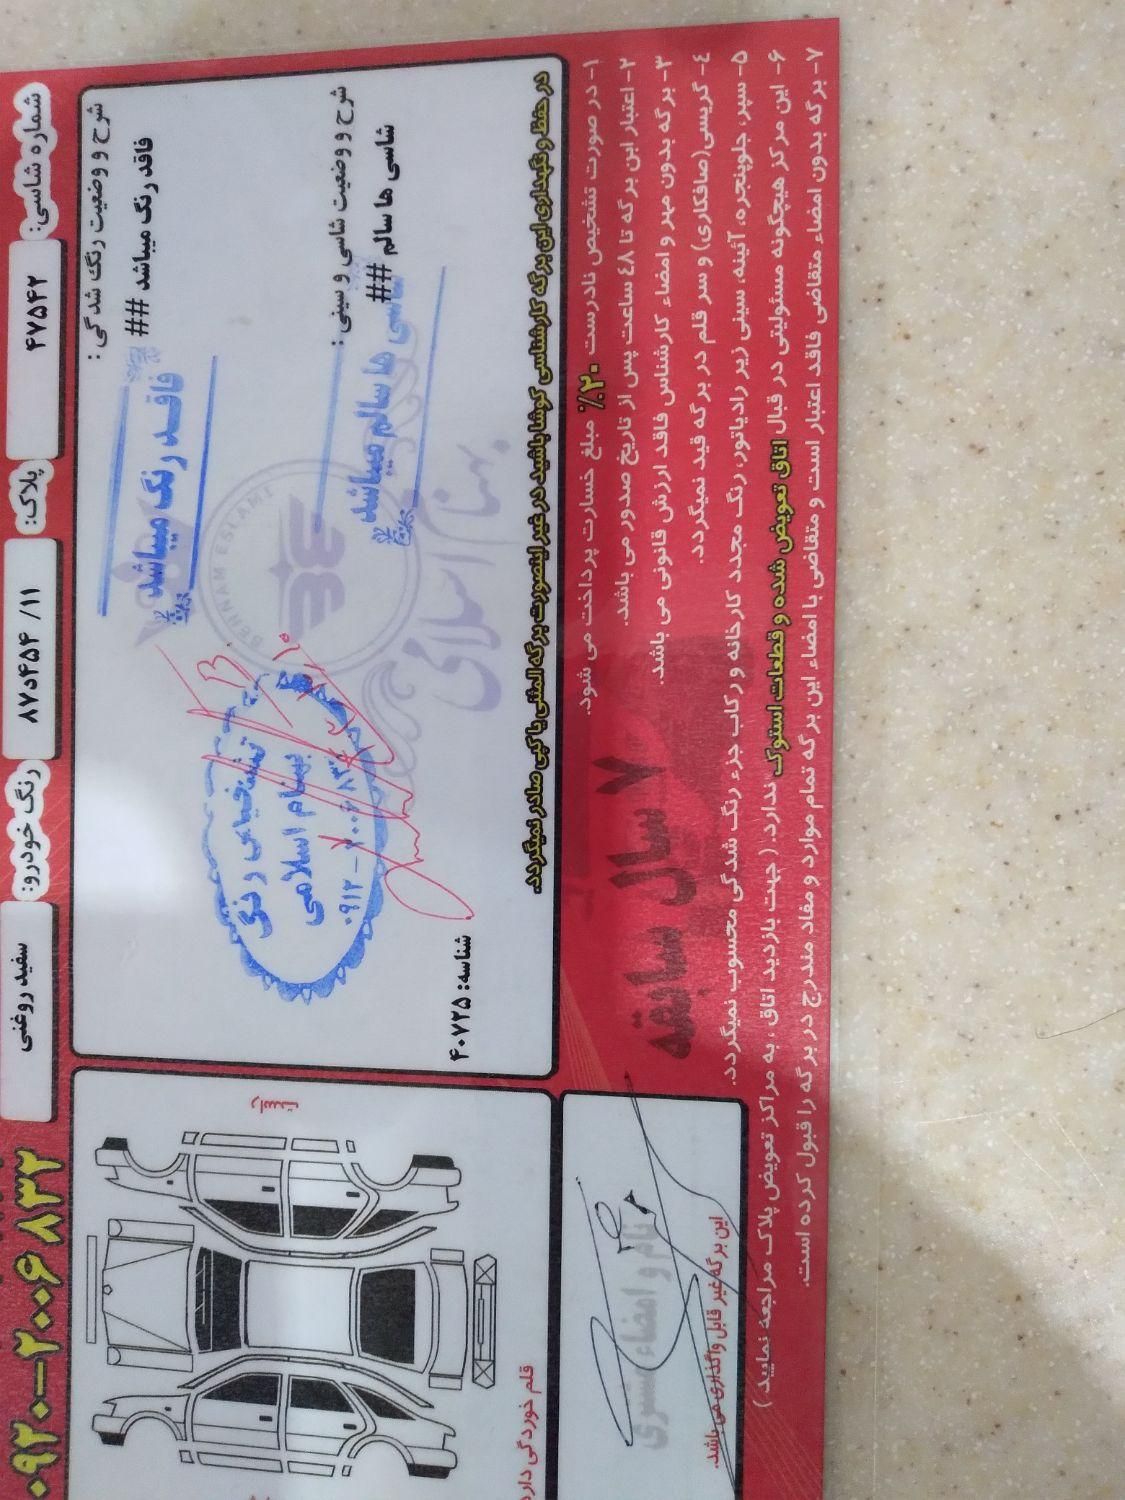 شماره شاسی: ۴۷۵۴۲ پلاک: ۱۱/ ۴۵۴د۸۷ رنگ خودرو: سفید روغنی
۰۹۲۰-۲۰۰۶۸۳۲
شرح و وضعیت رنگ شدگی :
فاقد رنگ میباشد ##
فاقد رنگ میباشد
شرح و وضعیت شاسی و سینی :
شاسی ها سالم ##
شاسی ها سالم میباشد
BEHNAM ESLAMI
بهنام اسلامی
تشخیص رنگ
بهنام اسلامی
شناسه: ۴۰۷۲۵
در حفظ و نگهداری این برگه کارشناسی کوشا باشید در غیر اینصورت برگه المثنی یا کپی صادر نمیگردد.
قلم خوردگی
نام و امضاء مشتری
این برگه غیر قابل واگذاری می باشد.
۱- در صورت تشخیص نادرست ۲۰٪ مبلغ خسارت پرداخت می شود.
۲- اعتبار این برگه تا ٤٨ ساعت پس از تاریخ صدور می باشد.
۳- برگه بدون مهر و امضاء کارشناس فاقد ارزش قانونی می باشد.
۴- گریسی(صافکاری) و سر قلم در برگه قید نمیگردد.
۵- سپر، جلوپنجره، آئینه، سینی زیر رادیاتور، رنگ مجدد کارخانه و رکاب جزء رنگ شدگی محسوب نمیگردد.
۶- این مرکز هیچگونه مسئولیتی در قبال اتاق تعویض شده و قطعات استوک ندارد. ( جهت بازدید اتاق ، به مراکز تعویض پلاک مراجعه نمایید )
۷- برگه بدون امضاء متقاضی فاقد اعتبار است و متقاضی با امضاء این برگه تمام موارد و مفاد مندرج در برگه را قبول کرده است.
۷ سال سابقه